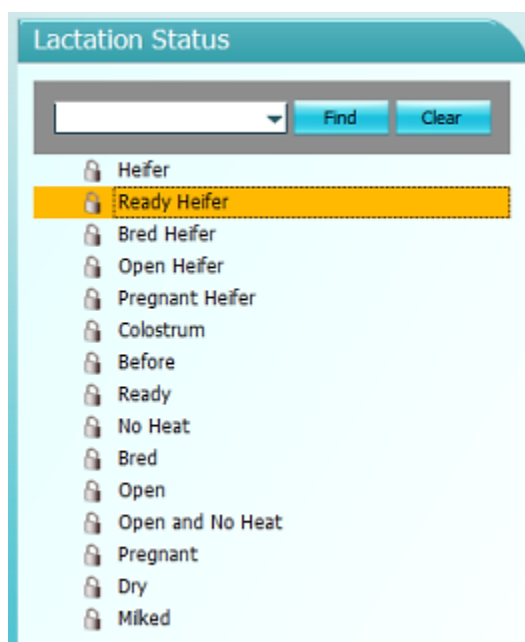 Lactation Status
Find Clear
Heifer
Ready Heifer
Bred Heifer
Open Heifer
Pregnant Heifer
Colostrum
Before
Ready
No Heat
Bred
Open
Open and No Heat
Pregnant
Dry
Milked